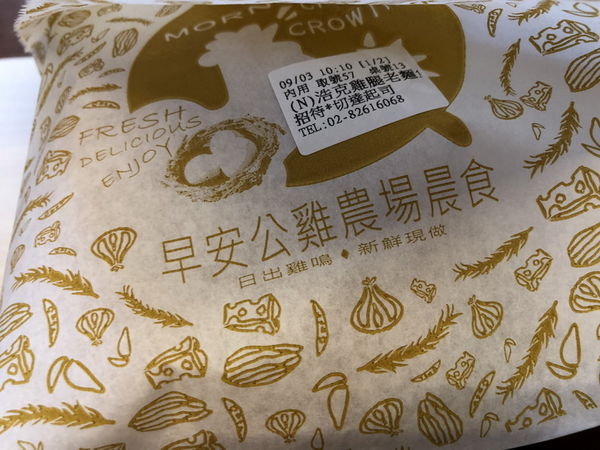 MORN
CROWI
09/03 10:10 [1/2]
內用 取號57 桌號13
(N)浩克雞腿老麵
招待*切達起司
TEL:02-82616068
FRESH
DELICIOUS
ENJOY
早安公雞農場晨食
日出雞鳴 ◆ 新鮮現做